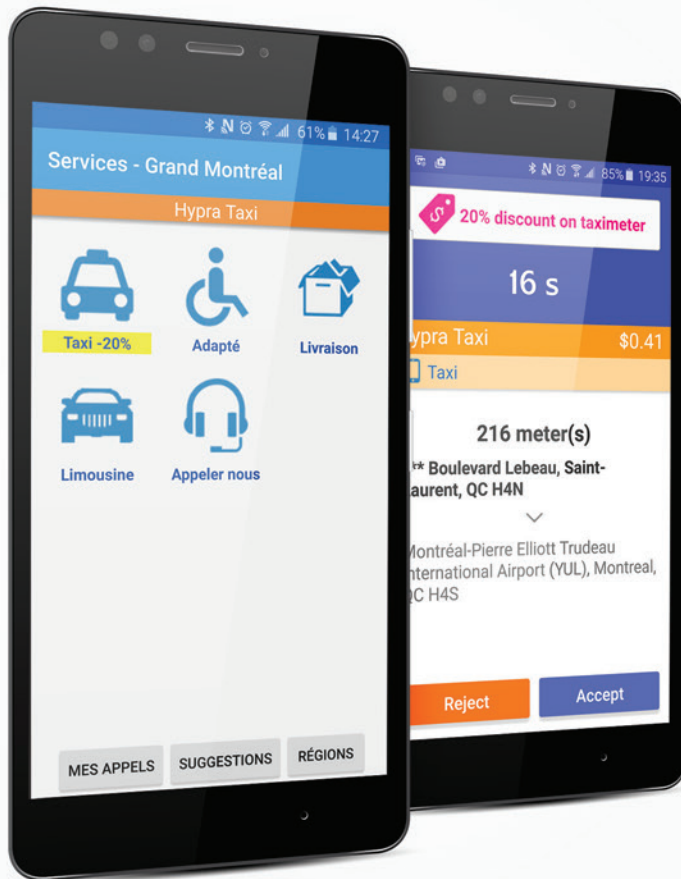 61% 14:27
Services - Grand Montréal
Hypra Taxi
Taxi -20%
Adapté
Livraison
Limousine
Appeler nous
MES APPELS
SUGGESTIONS
RÉGIONS
85% 19:35
20% discount on taximeter
16 s
ypra Taxi
$0.41
Taxi
216 meter(s)
** Boulevard Lebeau, Saint-
aurent, QC H4N
Montréal-Pierre Elliott Trudeau
nternational Airport (YUL), Montreal,
QC H4S
Reject
Accept